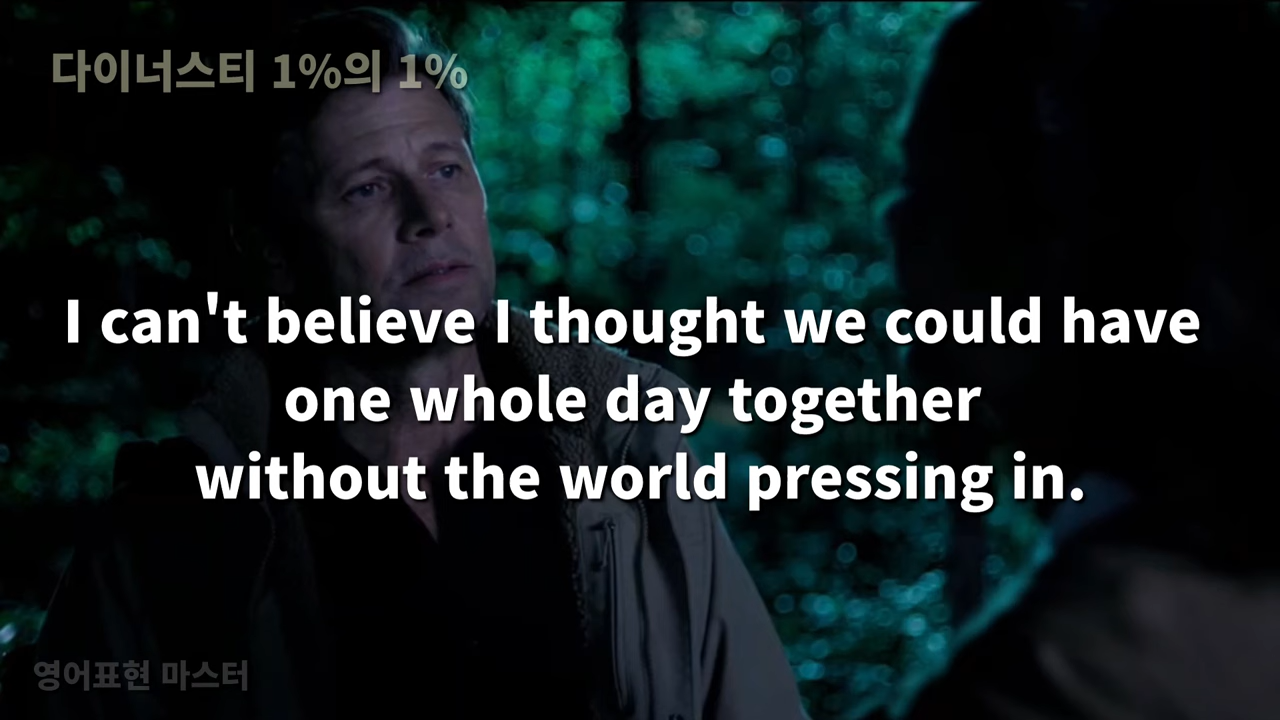 다이너스티 1%의 1%
I can't believe I thought we could have
one whole day together
without the world pressing in.
영어표현 마스터